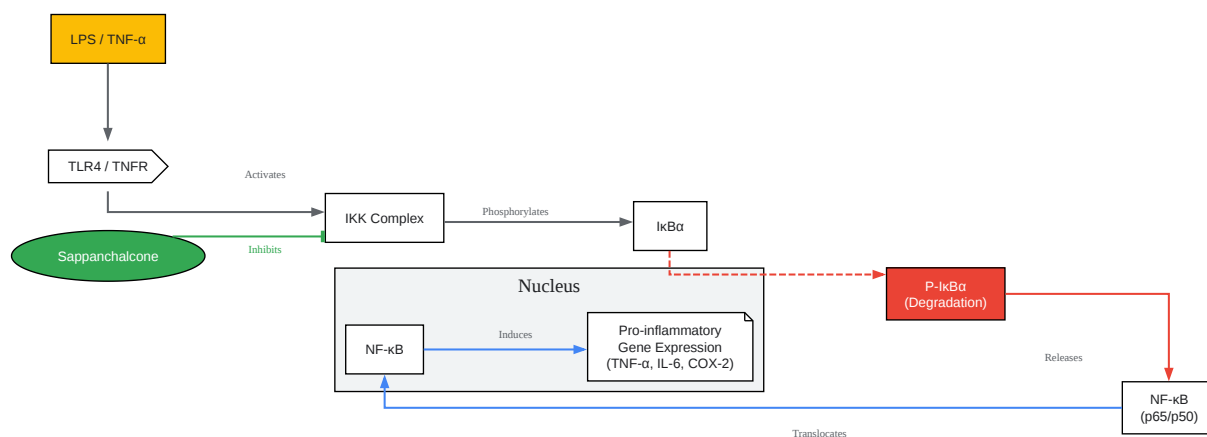 LPS / TNF-α
TLR4 / TNFR
Activates
IKK Complex
Phosphorylates
IκBα
Sappanchalcone
Inhibits
Nucleus
P-IκBα
(Degradation)
NF-κB
Induces
Pro-inflammatory
Gene Expression
(TNF-α, IL-6, COX-2)
Releases
NF-κB
(p65/p50)
Translocates